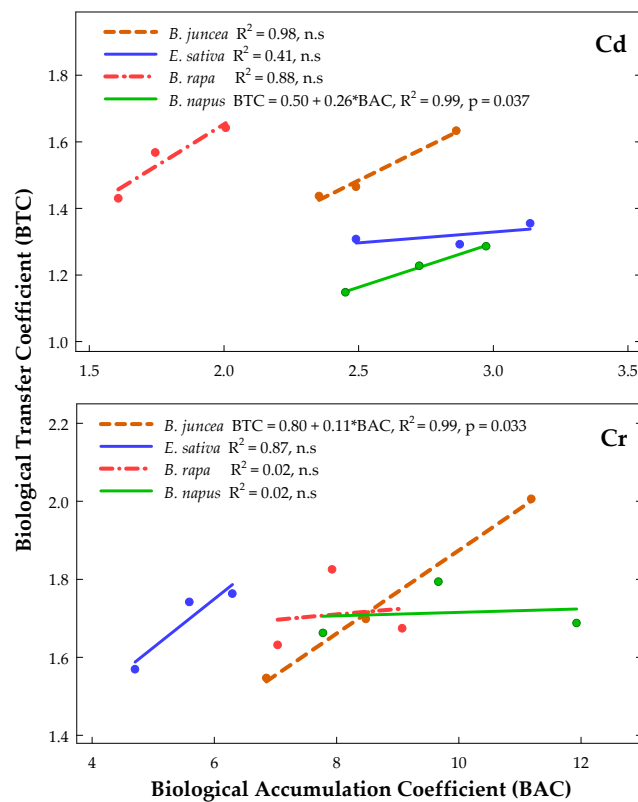 Cd
B. juncea R² = 0.98, n.s
E. sativa R² = 0.41, n.s
B. rapa R² = 0.88, n.s
B. napus BTC = 0.50 + 0.26*BAC, R² = 0.99, p = 0.037
1.8
1.6
1.4
1.2
1.0
1.5
2.0
2.5
3.0
3.5
Biological Transfer Coefficient (BTC)
Cr
B. juncea BTC = 0.80 + 0.11*BAC, R² = 0.99, p = 0.033
E. sativa R² = 0.87, n.s
B. rapa R² = 0.02, n.s
B. napus R² = 0.02, n.s
2.2
2.0
1.8
1.6
1.4
4
6
8
10
12
Biological Accumulation Coefficient (BAC)